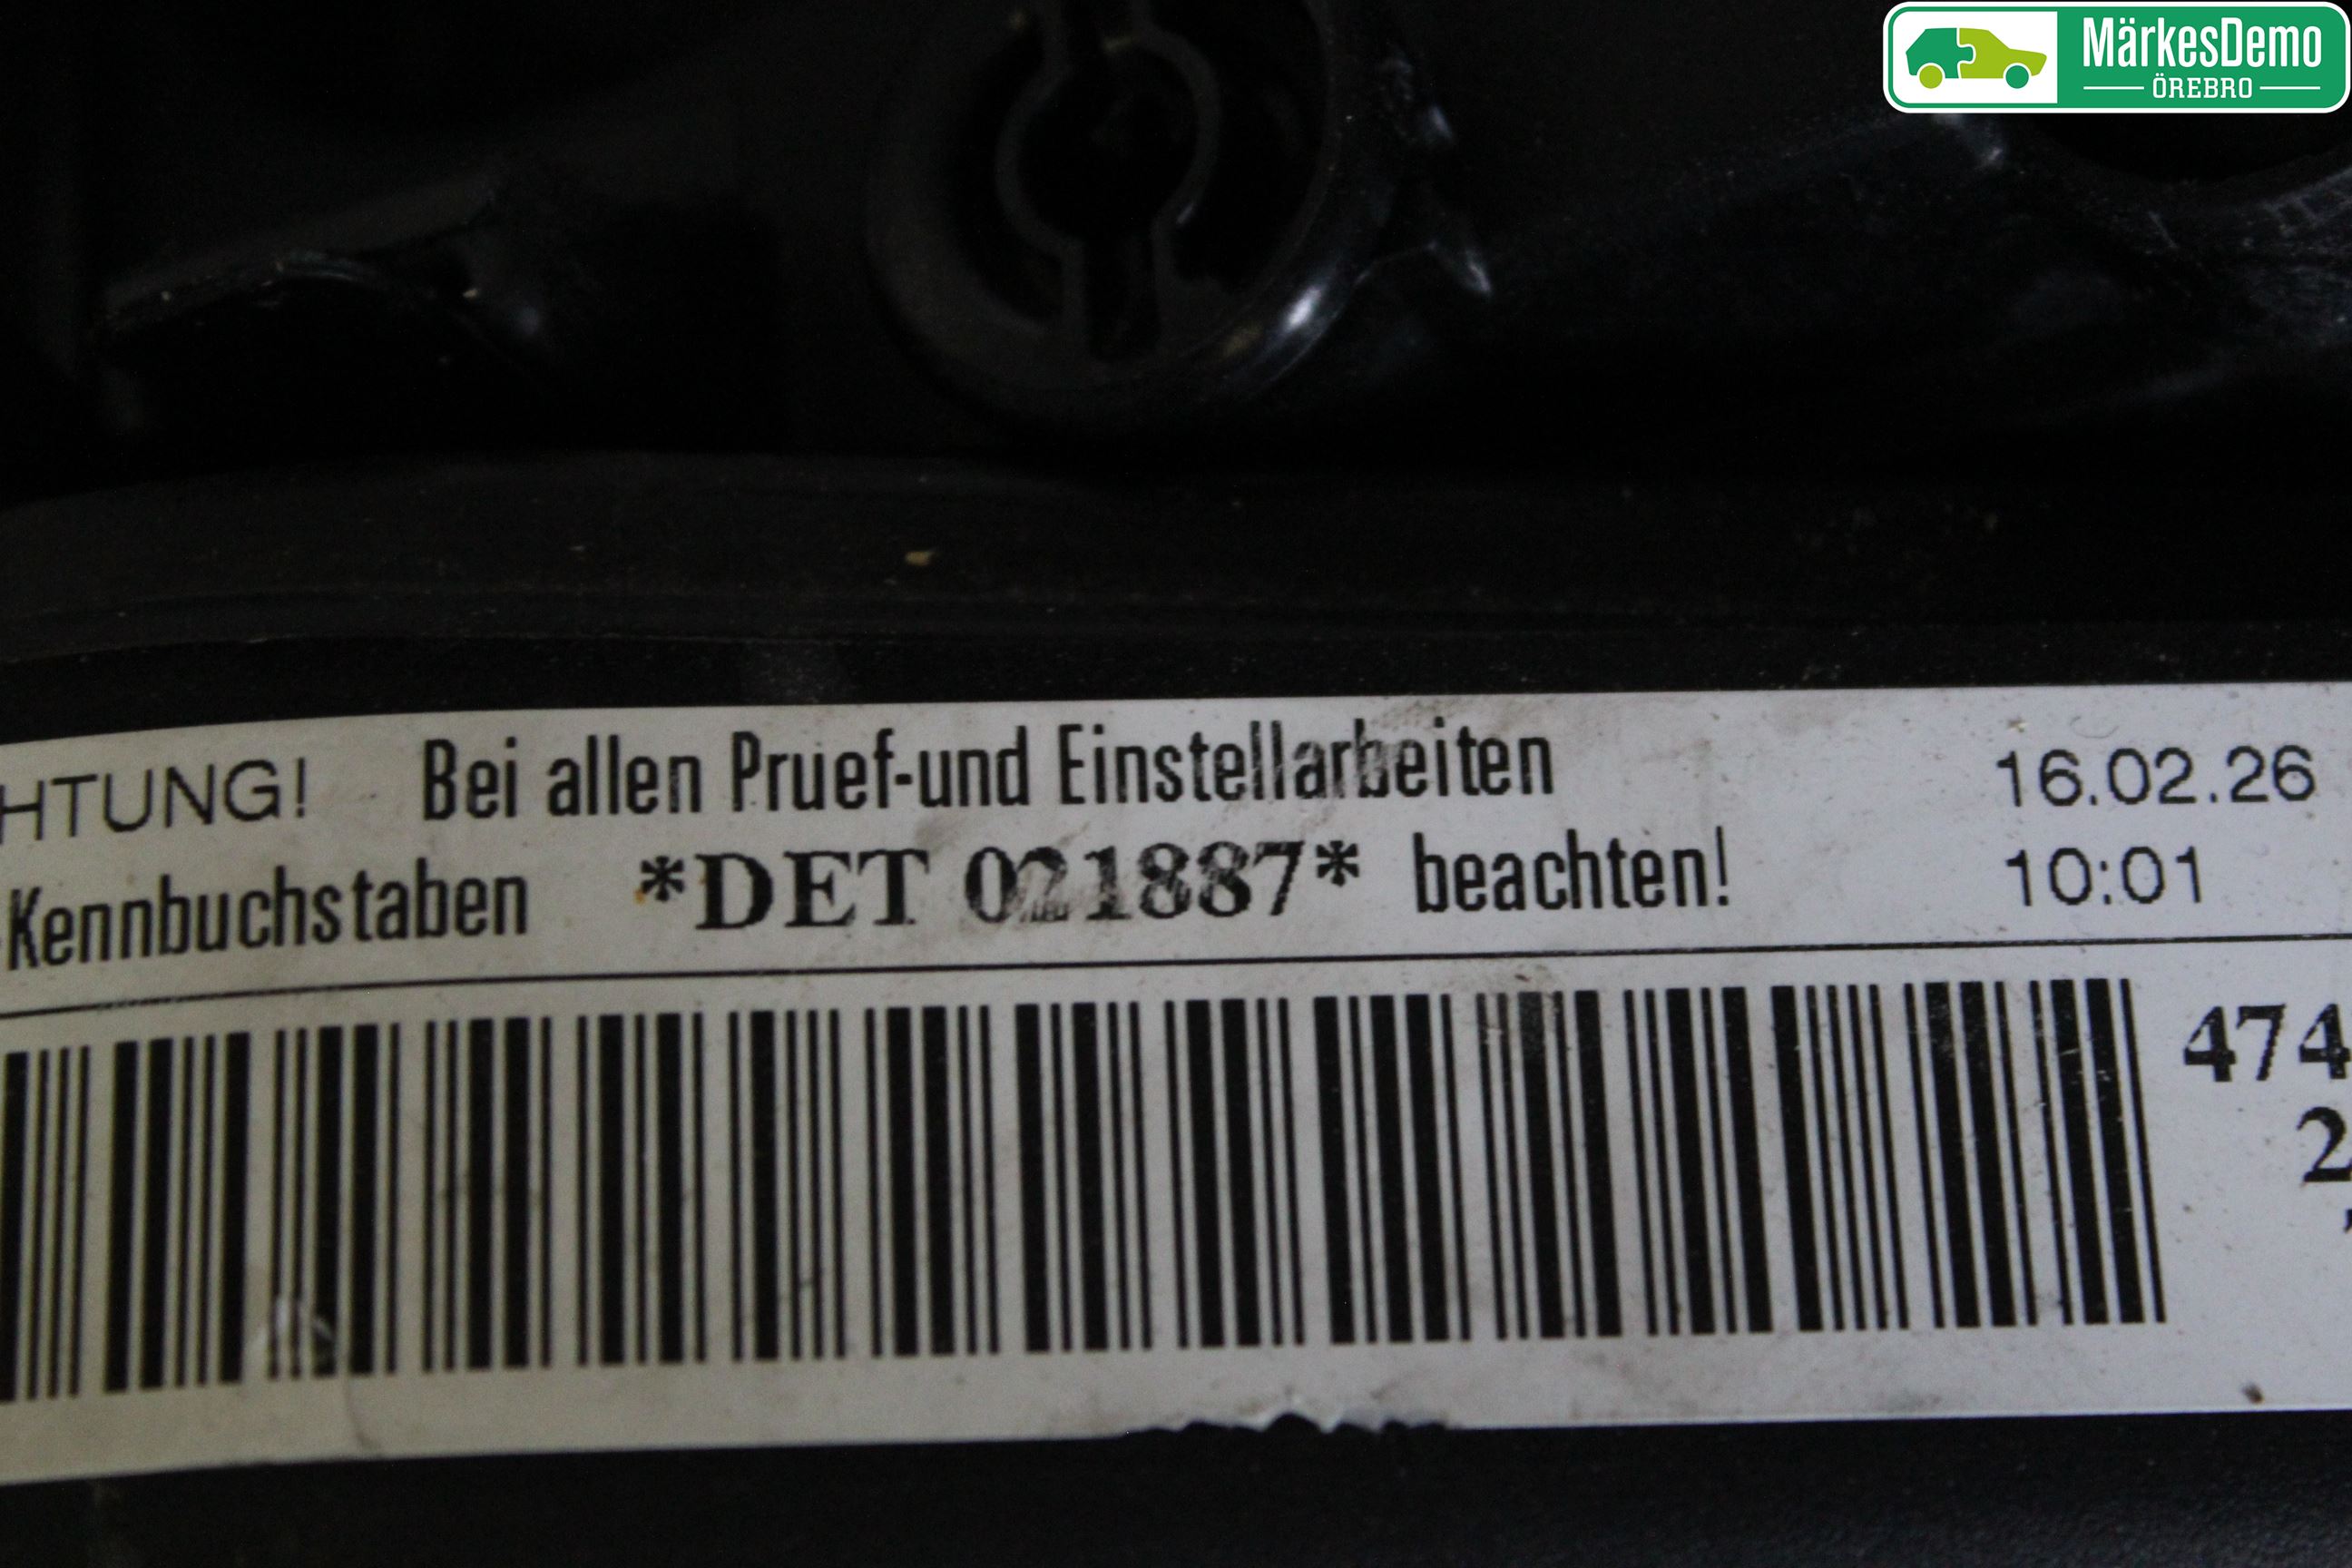 MärkesDemo
ÖREBRO
HTUNG! Bei allen Pruef-und Einstellarbeiten 16.02.26
-Kennbuchstaben *DET 021887* beachten! 10:01
474
2